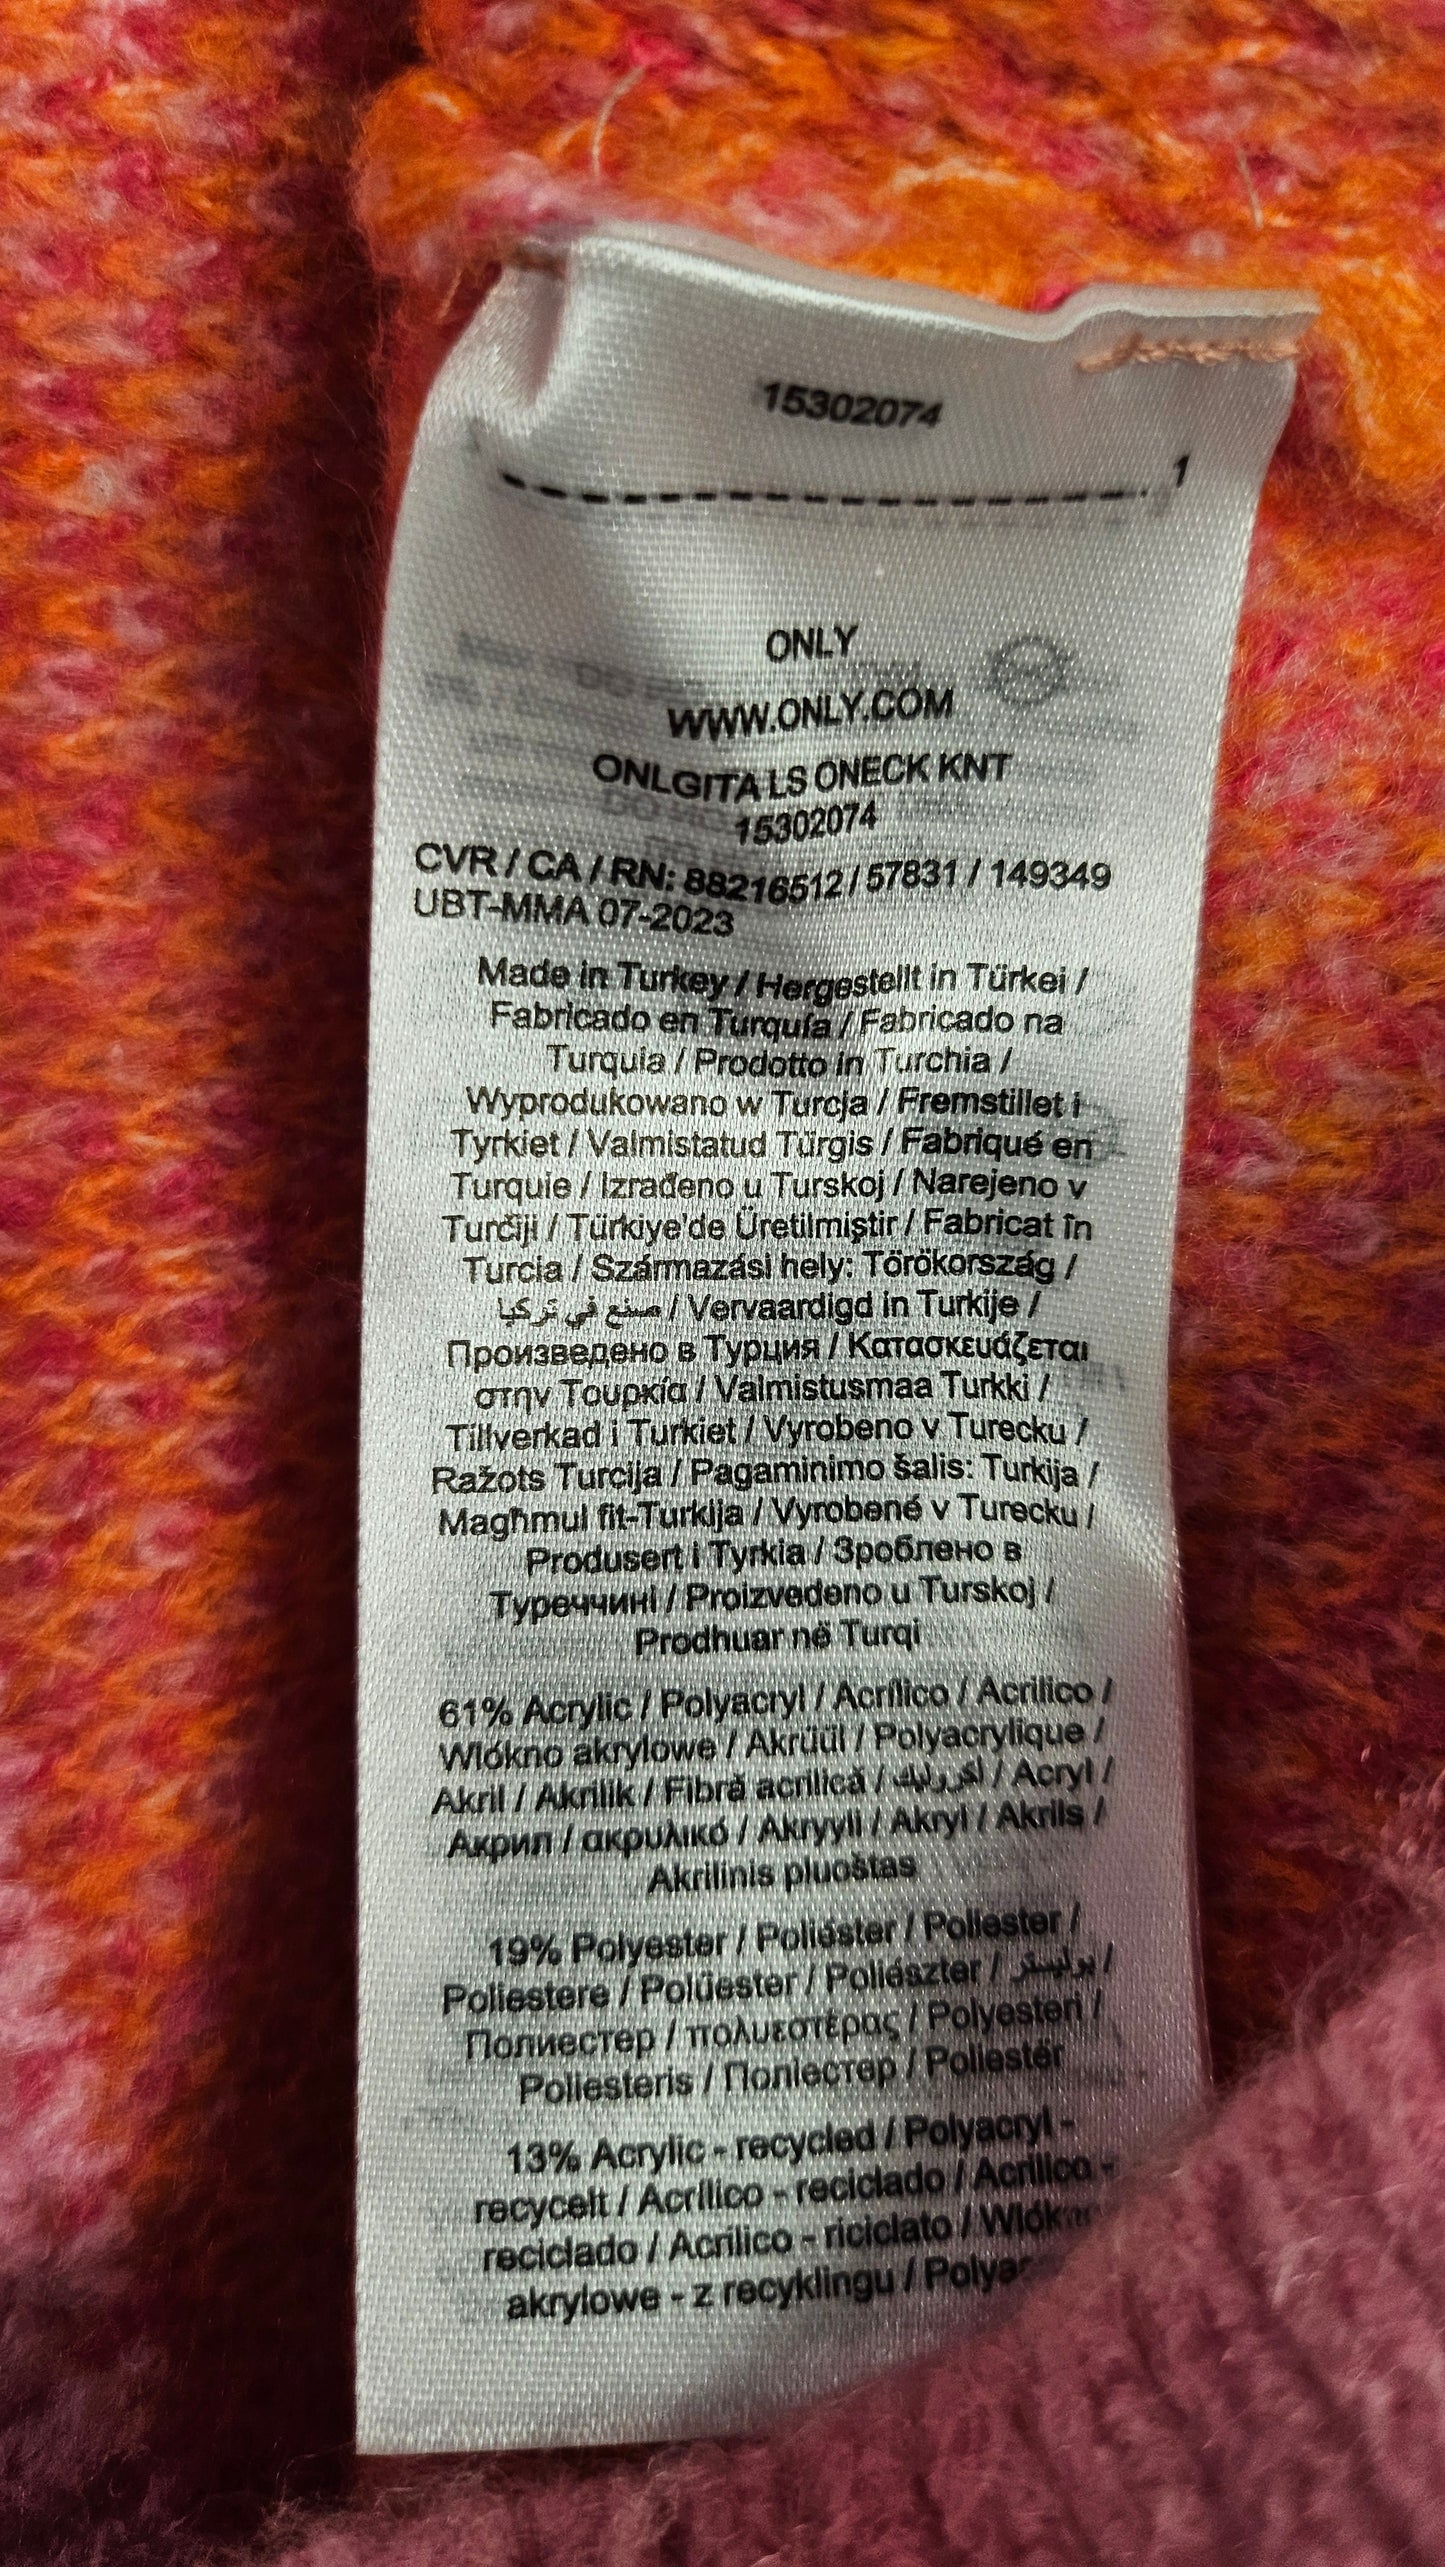 15302074
1
ONLY
WWW.ONLY.COM
ONLGITA LS ONECK KNT
15302074
CVR / CA / RN: 88216512 / 57831 / 149349
UBT-MMA 07-2023
Made in Turkey / Hergestellt in Türkei /
Fabricado en Turquía / Fabricado na
Turquia / Prodotto in Turchia /
Wyprodukowano w Turcja / Fremstillet i
Tyrkiet / Valmistatud Türgis / Fabriqué en
Turquie / Izrađeno u Turskoj / Narejeno v
Turčiji / Türkiye'de Üretilmiştir / Fabricat în
Turcia / Származási hely: Törökország /
صنع في تركيا / Vervaardigd in Turkije /
Произведено в Турция / Κατασκευάζεται
στην Τουρκία / Valmistusmaa Turkki /
Tillverkad i Turkiet / Vyrobeno v Turecku /
Ražots Turcija / Pagaminimo šalis: Turkija /
Magħmul fit-Turkija / Vyrobené v Turecku /
Produsert i Tyrkia / Зроблено в
Туреччині / Proizvedeno u Turskoj /
Prodhuar në Turqi
61% Acrylic / Polyacryl / Acrílico / Acrílico /
Wlókno akrylowe / Akrüül / Polyacrylique /
Akril / Akrilik / Fibră acrilică / أكروليك / Acryl /
Акрил / ακρυλικό / Akryyli / Akryl / Akrils /
Akrilinis pluoštas
19% Polyester / Poliéster / Poliester /
Poliestere / Polüester / Poliészter / بوليستر /
Полиестер / πολυεστέρας / Polyesteri /
Poliesteris / Поліестер / Poliestër
13% Acrylic - recycled / Polyacryl -
recycelt / Acrílico - reciclado / Acrílico -
reciclado / Acrilico - riciclato / Wlók
akrylowe - z recyklingu / Polya